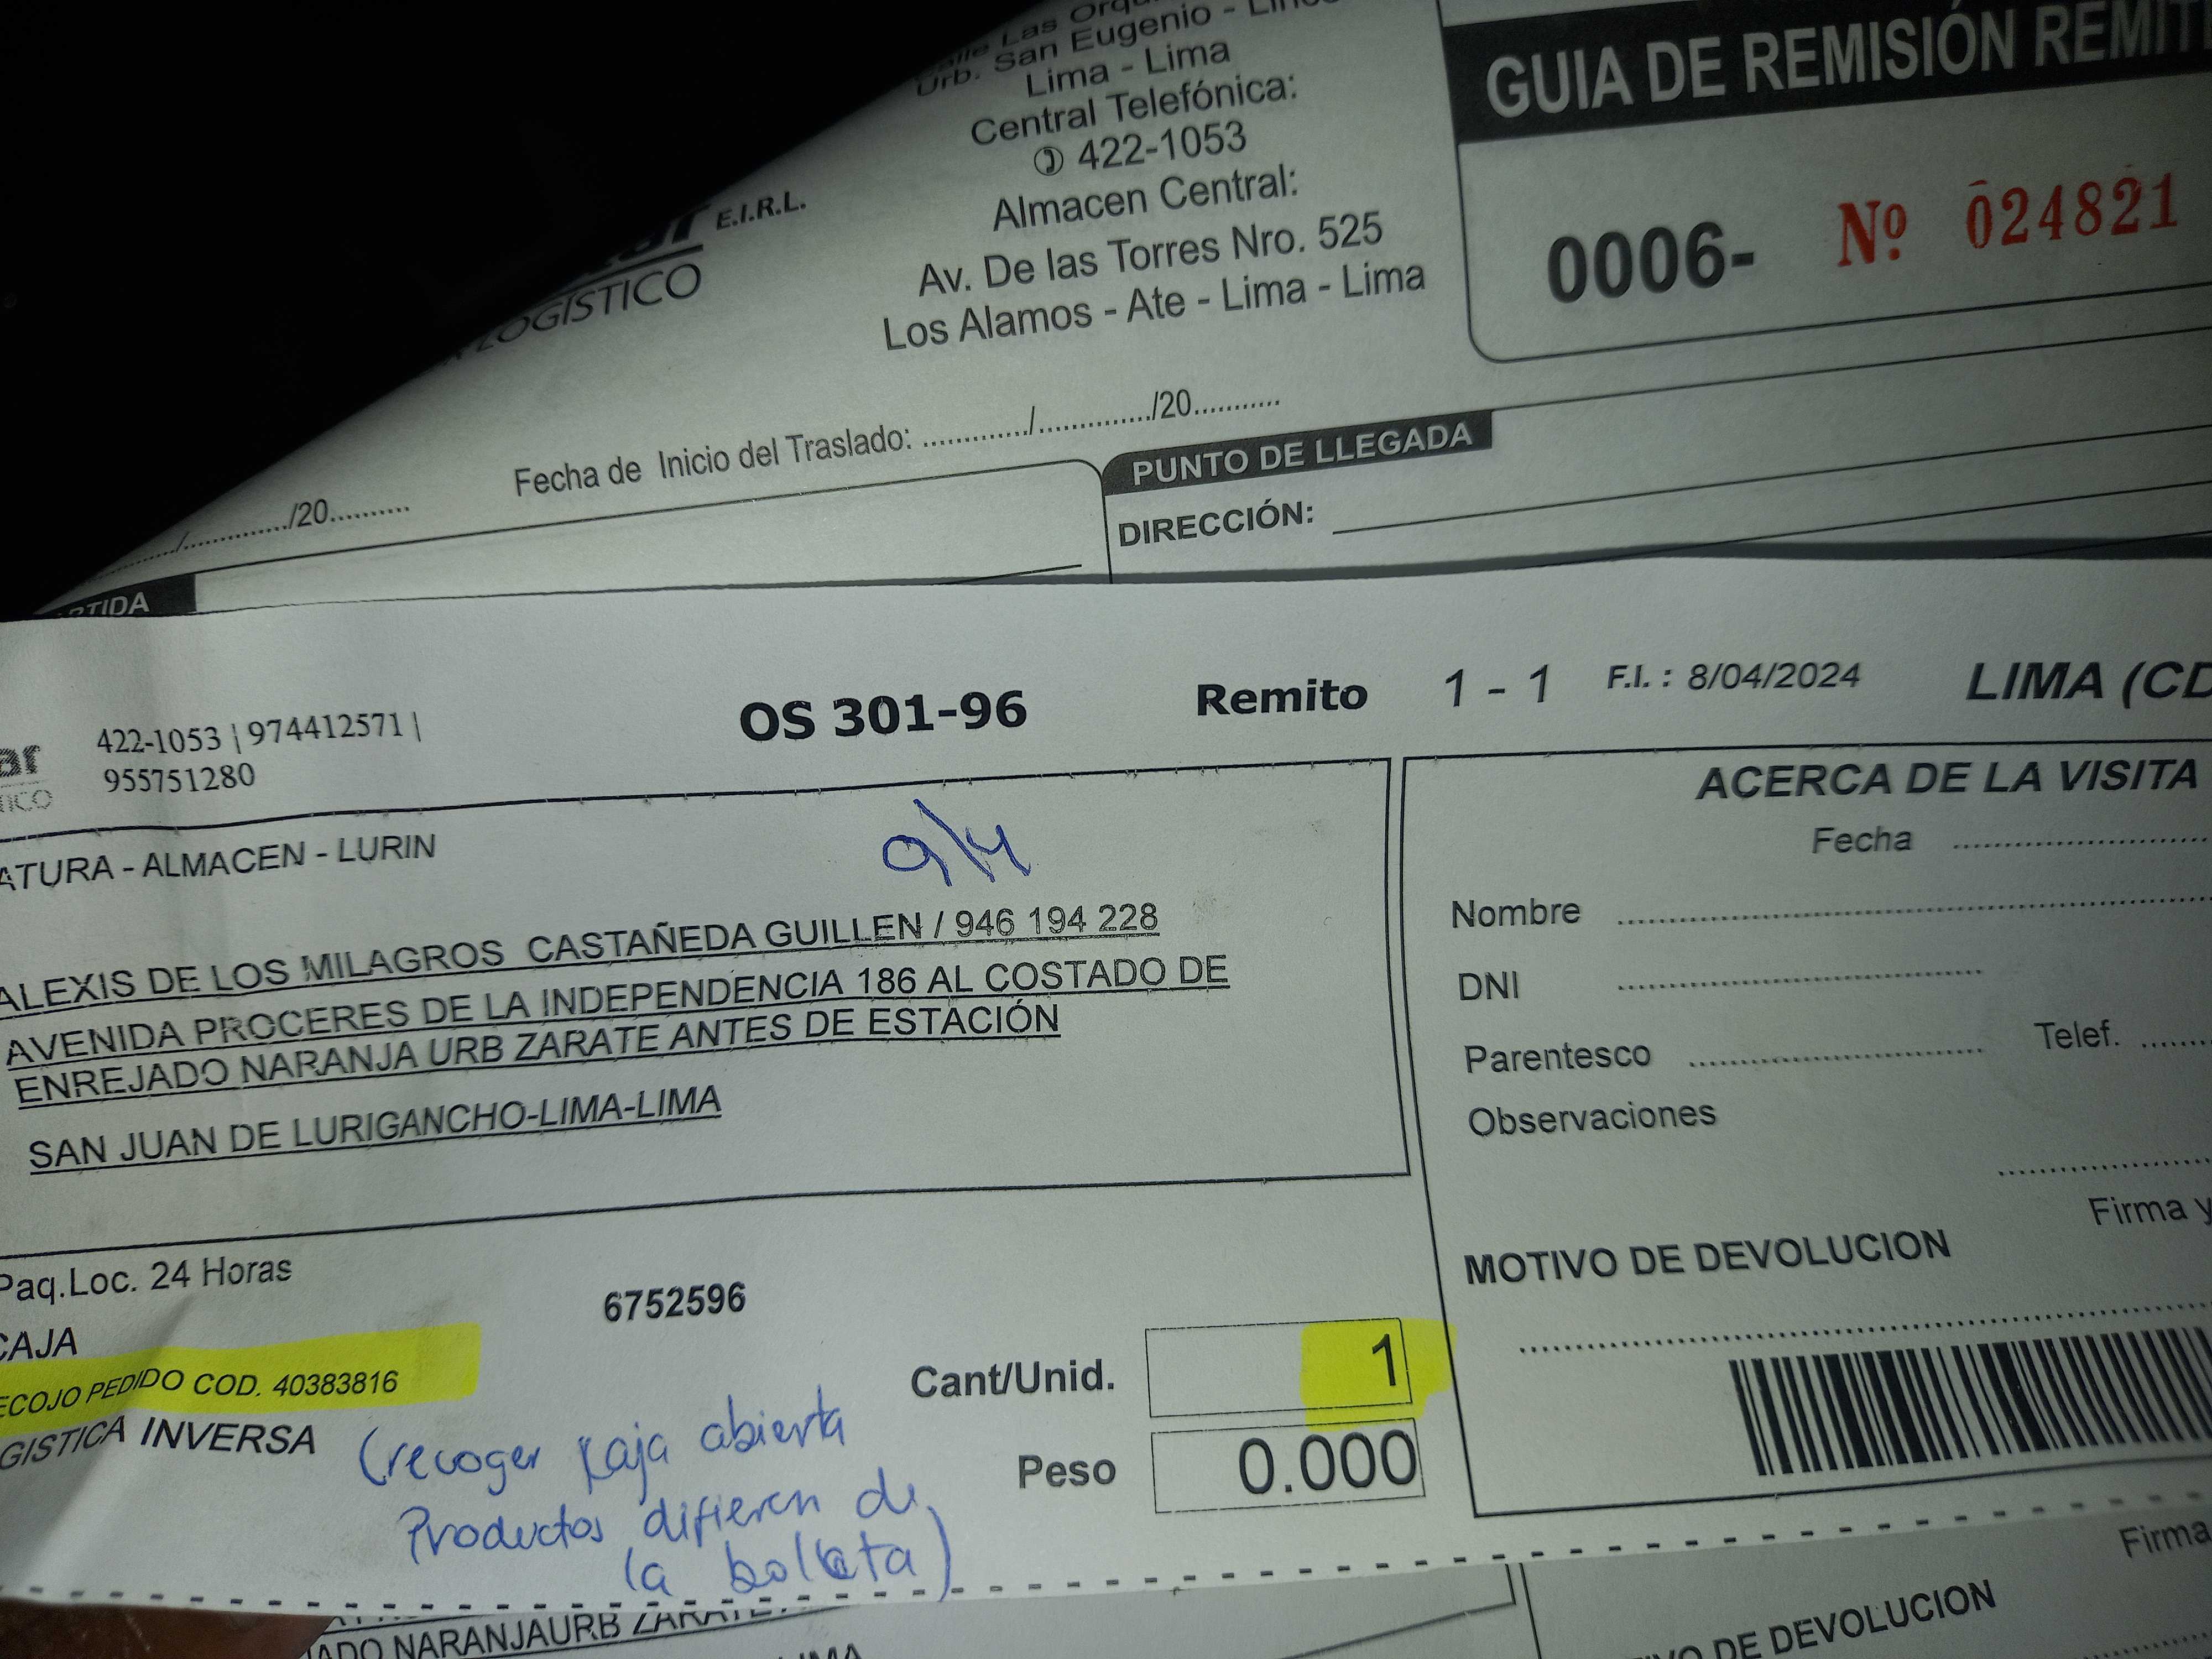 Urb. San Eugenio -
Lima - Lima
Central Telefónica:
422-1053
Almacen Central:
Av. De las Torres Nro. 525
Los Alamos - Ate - Lima - Lima
E.I.R.L.
GUIA DE REMISIÓN
0006- Nº 024821
Fecha de Inicio del Traslado: ............./............../20...........
/............/20..........
PUNTO DE LLEGADA
DIRECCIÓN:
422-1053 | 974412571 |
955751280
OS 301-96 Remito 1 - 1 F.I. : 8/04/2024 LIMA
ATURA - ALMACEN - LURIN
9/4
ALEXIS DE LOS MILAGROS CASTAÑEDA GUILLEN / 946 194 228
AVENIDA PROCERES DE LA INDEPENDENCIA 186 AL COSTADO DE
ENREJADO NARANJA URB ZARATE ANTES DE ESTACIÓN
SAN JUAN DE LURIGANCHO-LIMA-LIMA
Paq.Loc. 24 Horas
6752596
CAJA
ECOJO PEDIDO COD. 40383816
GISTICA INVERSA
(recoger caja abierta
Productos difieren de
la boleta)
Cant/Unid. 1
Peso 0.000
ACERCA DE LA VISITA
Fecha
Nombre
DNI
Parentesco
Telef.
Observaciones
Firma y
MOTIVO DE DEVOLUCION
Firma
ADO NARANJAURB ZARATE
VO DE DEVOLUCION